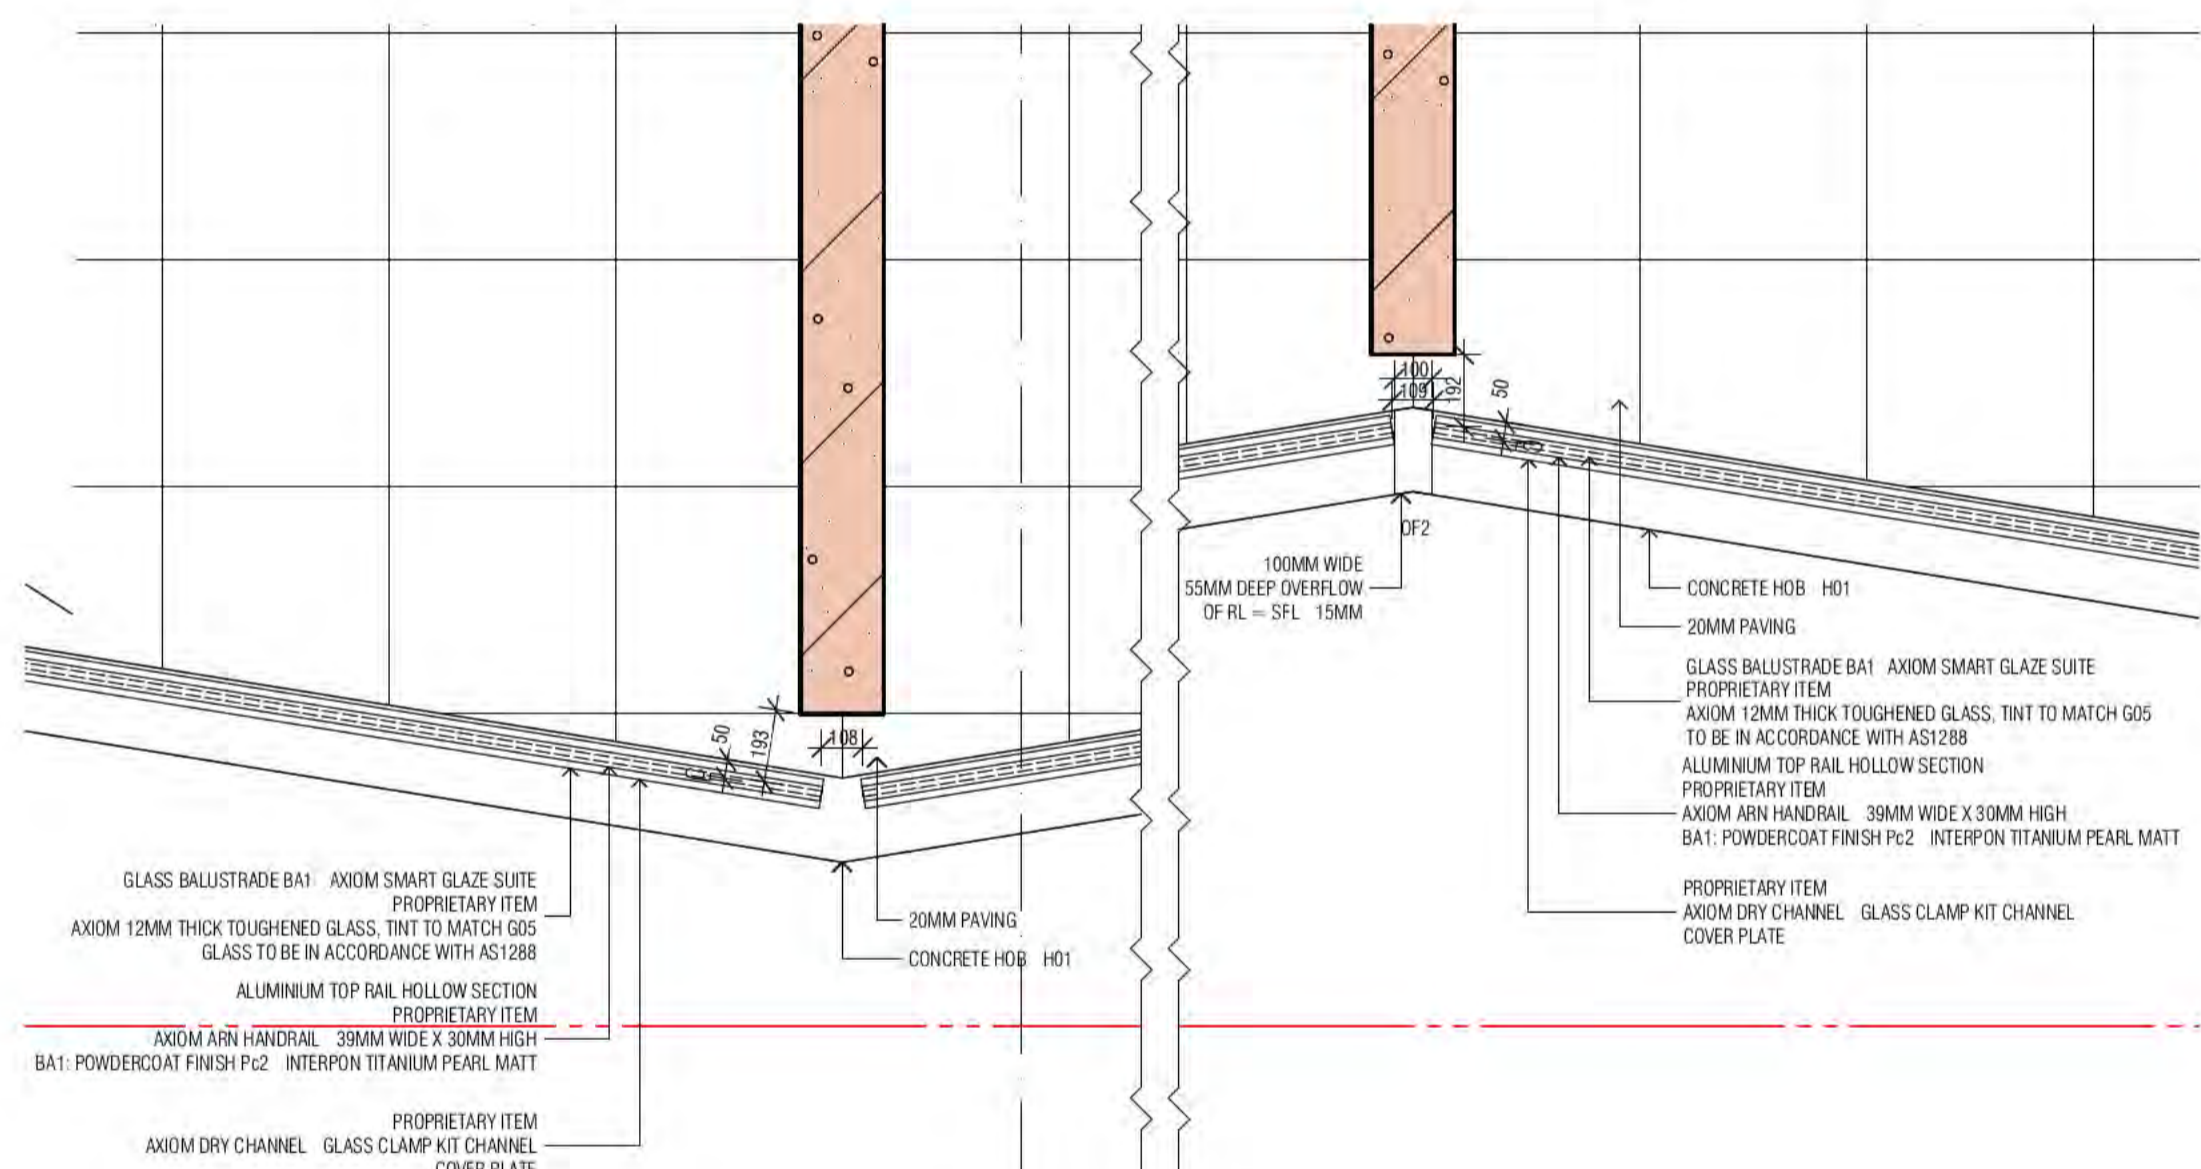 100
109
192
50
OF2
100MM WIDE
55MM DEEP OVERFLOW
OF RL = SFL 15MM
CONCRETE HOB H01
20MM PAVING
GLASS BALUSTRADE BA1 AXIOM SMART GLAZE SUITE
PROPRIETARY ITEM
AXIOM 12MM THICK TOUGHENED GLASS, TINT TO MATCH G05
TO BE IN ACCORDANCE WITH AS1288
ALUMINIUM TOP RAIL HOLLOW SECTION
PROPRIETARY ITEM
AXIOM ARN HANDRAIL 39MM WIDE X 30MM HIGH
BA1: POWDERCOAT FINISH Pc2 INTERPON TITANIUM PEARL MATT
PROPRIETARY ITEM
AXIOM DRY CHANNEL GLASS CLAMP KIT CHANNEL
COVER PLATE
50
193
108
GLASS BALUSTRADE BA1 AXIOM SMART GLAZE SUITE
PROPRIETARY ITEM
AXIOM 12MM THICK TOUGHENED GLASS, TINT TO MATCH G05
GLASS TO BE IN ACCORDANCE WITH AS1288
20MM PAVING
CONCRETE HOB H01
ALUMINIUM TOP RAIL HOLLOW SECTION
PROPRIETARY ITEM
AXIOM ARN HANDRAIL 39MM WIDE X 30MM HIGH
BA1: POWDERCOAT FINISH Pc2 INTERPON TITANIUM PEARL MATT
PROPRIETARY ITEM
AXIOM DRY CHANNEL GLASS CLAMP KIT CHANNEL
COVER PLATE